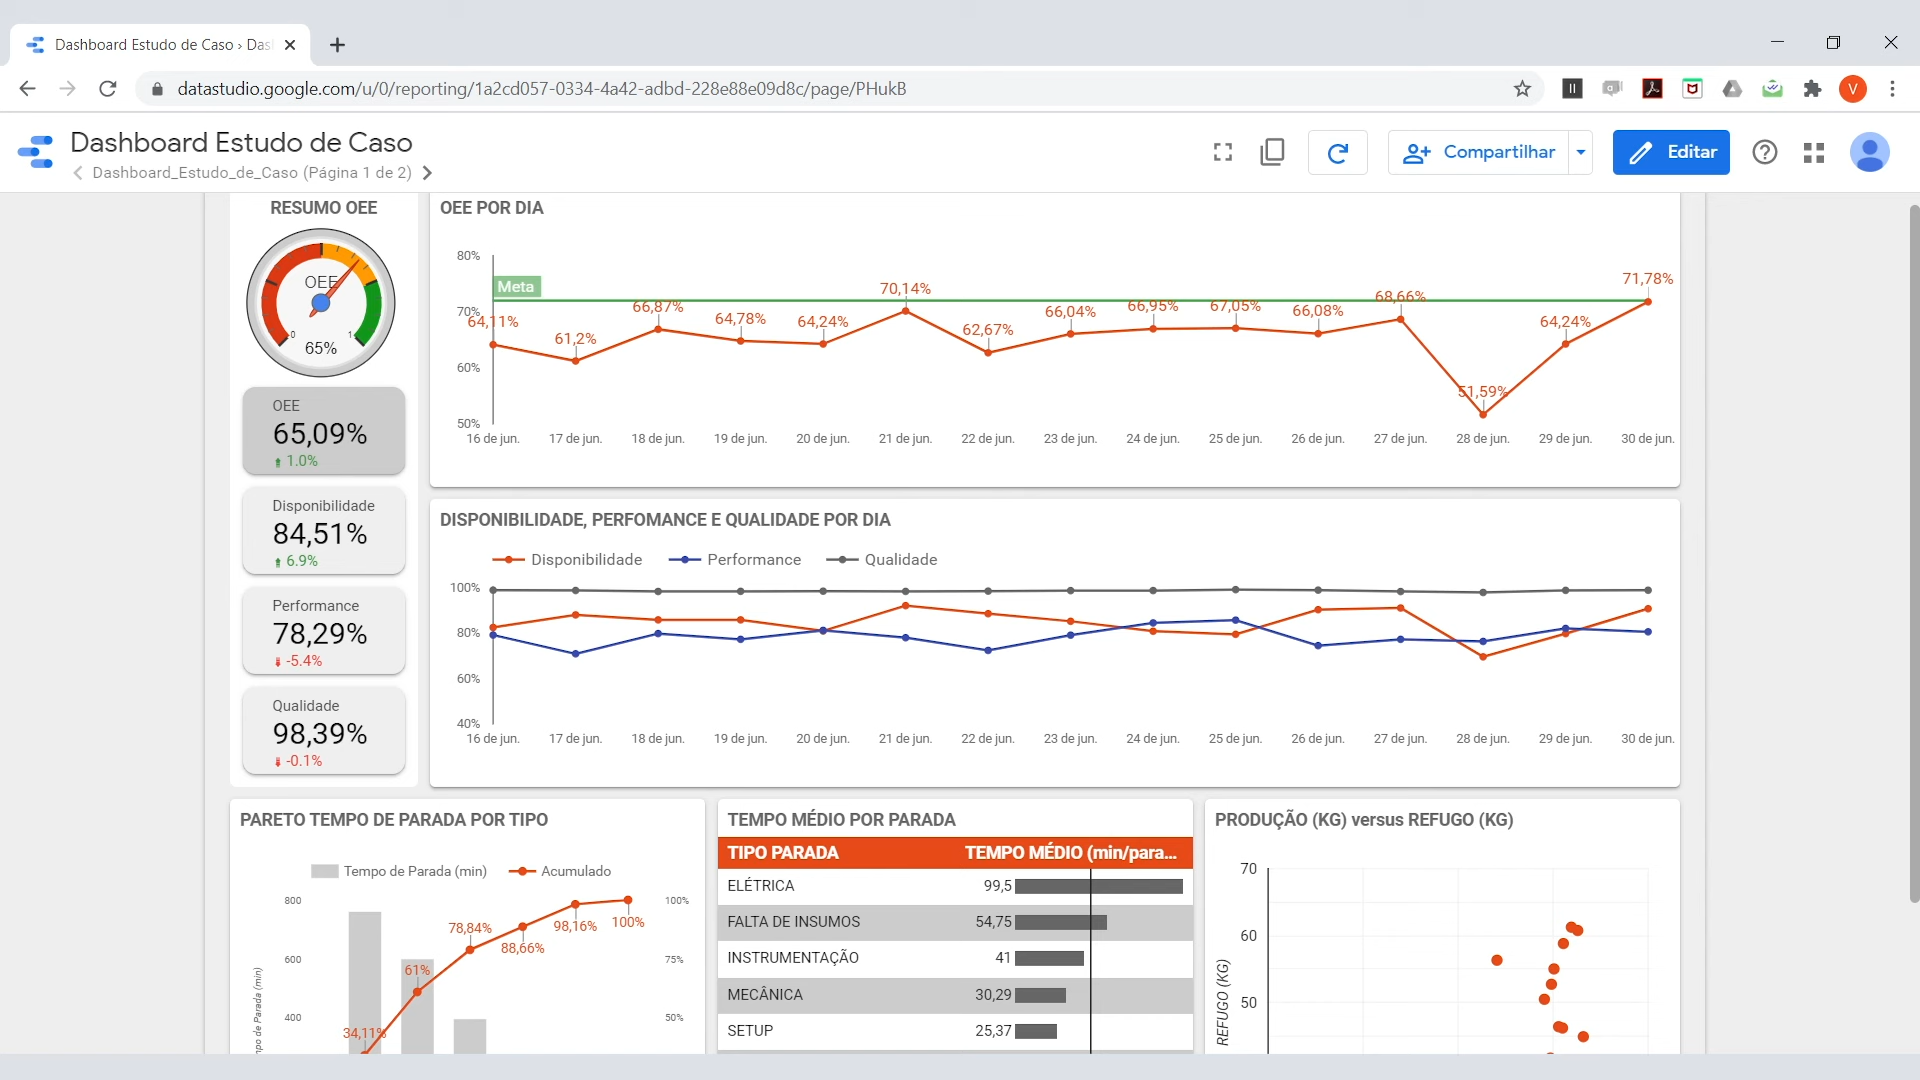 Dashboard Estudo de Caso › Das
datastudio.google.com/u/0/reporting/1a2cd057-0334-4a42-adbd-228e88e09d8c/page/PHukB
V
Dashboard Estudo de Caso
Dashboard_Estudo_de_Caso (Página 1 de 2)
Compartilhar
Editar
RESUMO OEE
OEE
0
1
65%
OEE
65,09%
1.0%
Disponibilidade
84,51%
6.9%
Performance
78,29%
-5.4%
Qualidade
98,39%
-0.1%
OEE POR DIA
80%
70%
60%
50%
Meta
64,11%
61,2%
66,87%
64,78%
64,24%
70,14%
62,67%
66,04%
66,95%
67,05%
66,08%
68,66%
51,59%
64,24%
71,78%
16 de jun. 17 de jun. 18 de jun. 19 de jun. 20 de jun. 21 de jun. 22 de jun. 23 de jun. 24 de jun. 25 de jun. 26 de jun. 27 de jun. 28 de jun. 29 de jun. 30 de jun.
DISPONIBILIDADE, PERFOMANCE E QUALIDADE POR DIA
Disponibilidade Performance Qualidade
100%
80%
60%
40%
16 de jun. 17 de jun. 18 de jun. 19 de jun. 20 de jun. 21 de jun. 22 de jun. 23 de jun. 24 de jun. 25 de jun. 26 de jun. 27 de jun. 28 de jun. 29 de jun. 30 de jun.
PARETO TEMPO DE PARADA POR TIPO
Tempo de Parada (min) Acumulado
800
600
400
100%
75%
50%
34,11%
61%
78,84%
88,66%
98,16%
100%
de Parada (min)
TEMPO MÉDIO POR PARADA
TIPO PARADA TEMPO MÉDIO (min/para...
ELÉTRICA 99,5
FALTA DE INSUMOS 54,75
INSTRUMENTAÇÃO 41
MECÂNICA 30,29
SETUP 25,37
PRODUÇÃO (KG) versus REFUGO (KG)
70
60
50
REFUGO (KG)